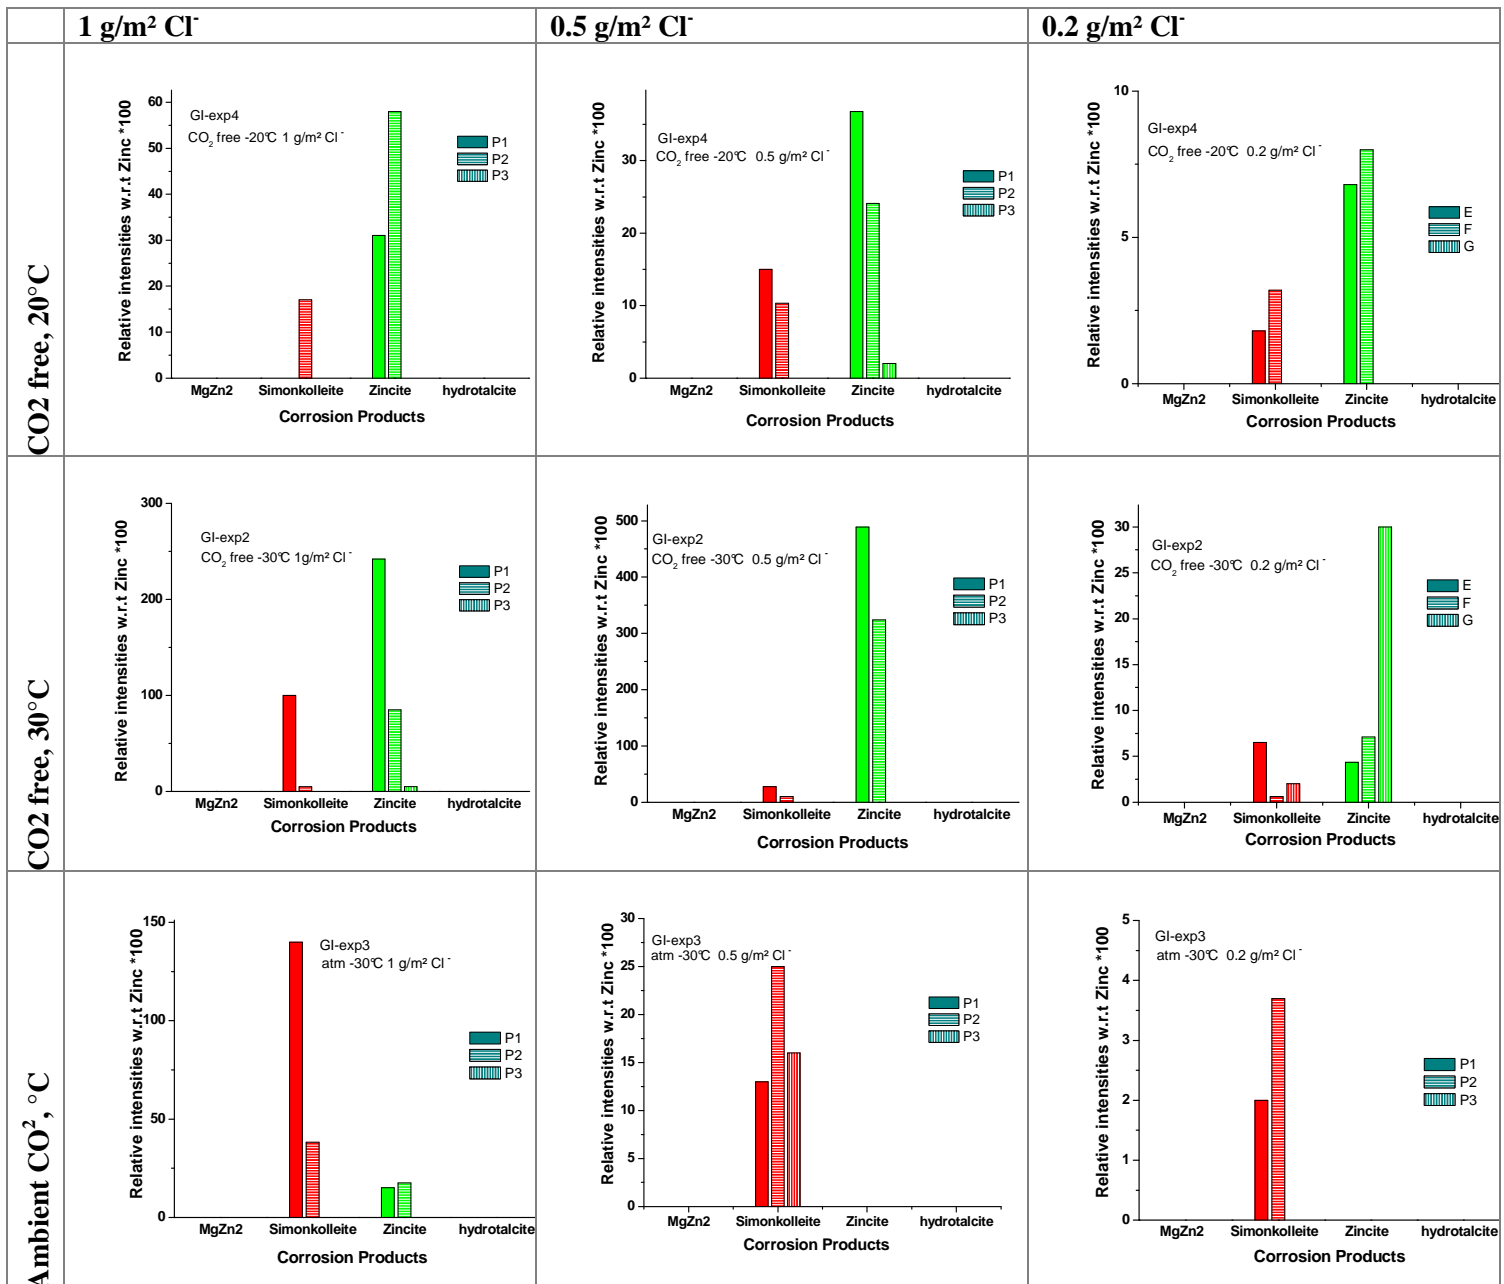 1 g/m² Cl-
0.5 g/m² Cl-
0.2 g/m² Cl-
CO2 free, 20°C
Relative intensities w.r.t Zinc *100
60
50
40
30
20
10
0
GI-exp4
CO2 free -20°C 1 g/m² Cl -
P1
P2
P3
MgZn2 Simonkolleite Zincite hydrotalcite
Corrosion Products
Relative intensities w.r.t Zinc *100
30
20
10
0
GI-exp4
CO2 free -20°C 0.5 g/m² Cl -
P1
P2
P3
MgZn2 Simonkolleite Zincite hydrotalcite
Corrosion Products
Relative intensities w.r.t Zinc *100
10
5
0
GI-exp4
CO2 free -20°C 0.2 g/m² Cl -
E
F
G
MgZn2 Simonkolleite Zincite hydrotalcite
Corrosion Products
CO2 free, 30°C
Relative intensities w.r.t Zinc *100
300
200
100
0
GI-exp2
CO2 free -30°C 1g/m² Cl -
P1
P2
P3
MgZn2 Simonkolleite Zincite hydrotalcite
Corrosion Products
Relative intensities w.r.t Zinc *100
500
400
300
200
100
0
GI-exp2
CO2 free -30°C 0.5 g/m² Cl -
P1
P2
P3
MgZn2 Simonkolleite Zincite hydrotalcite
Corrosion Products
Relative intensities w.r.t Zinc *100
30
25
20
15
10
5
0
GI-exp2
CO2 free -30°C 0.2 g/m² Cl -
E
F
G
MgZn2 Simonkolleite Zincite hydrotalcite
Corrosion Products
Ambient CO², °C
Relative intensities w.r.t Zinc *100
150
100
50
0
GI-exp3
atm -30°C 1 g/m² Cl -
P1
P2
P3
MgZn2 Simonkolleite Zincite hydrotalcite
Corrosion Products
Relative intensities w.r.t Zinc *100
30
25
20
15
10
5
0
GI-exp3
atm -30°C 0.5 g/m² Cl -
P1
P2
P3
MgZn2 Simonkolleite Zincite hydrotalcite
Corrosion Products
Relative intensities w.r.t Zinc *100
5
4
3
2
1
0
GI-exp3
atm -30°C 0.2 g/m² Cl -
P1
P2
P3
MgZn2 Simonkolleite Zincite hydrotalcite
Corrosion Products